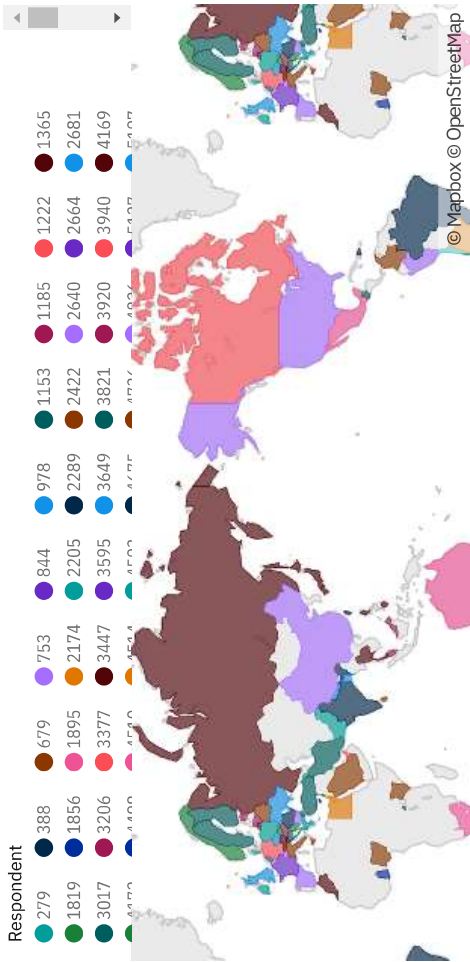 Respondent
279 388 679 753 844 978 1153 1185 1222 1365
1819 1856 1895 2174 2205 2289 2422 2640 2664 2681
3017 3206 3377 3447 3595 3649 3821 3920 3940 4169
© Mapbox © OpenStreetMap